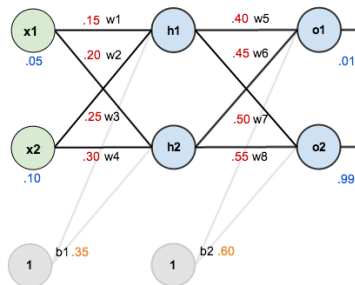 x1 .15 w1 h1 .40 w5 o1
.05 .20 w2 .45 w6 .01
.25 w3 .50 w7
x2 .30 w4 h2 .55 w8 o2
.10 .99
1 b1 .35 1 b2 .60